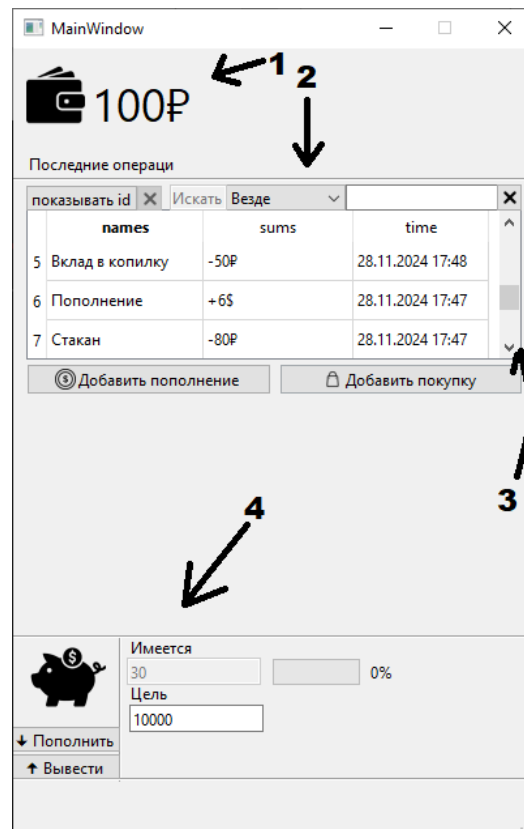 MainWindow
1
2
100₽
Последние операци
показывать id Искать Везде
names sums time
5 Вклад в копилку -50₽ 28.11.2024 17:48
6 Пополнение +6$ 28.11.2024 17:47
7 Стакан -80₽ 28.11.2024 17:47
Добавить пополнение Добавить покупку
3
4
Имеется
30 0%
Цель
10000
Пополнить
Вывести